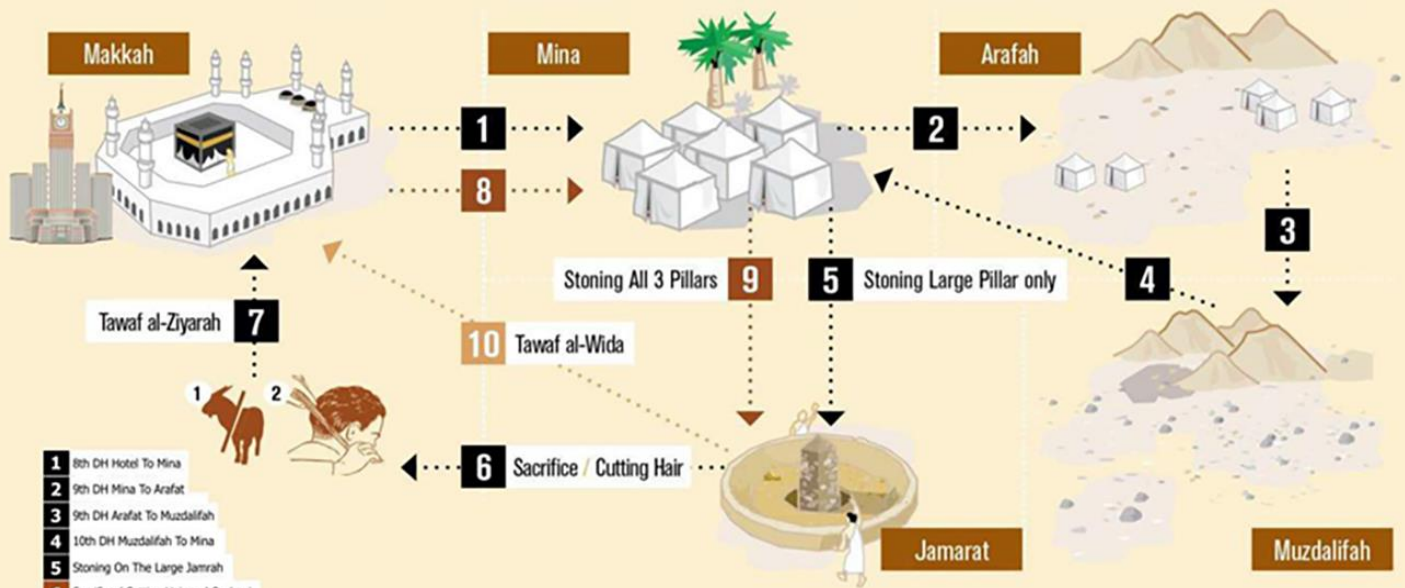 Makkah
Mina
Arafah
1
2
8
3
Stoning All 3 Pillars 9
5 Stoning Large Pillar only
4
Tawaf al-Ziyarah 7
10 Tawaf al-Wida
1 2
6 Sacrifice / Cutting Hair
Jamarat
Muzdalifah
1 8th DH Hotel To Mina
2 9th DH Mina To Arafat
3 9th DH Arafat To Muzdalifah
4 10th DH Muzdalifah To Mina
5 Stoning On The Large Jamrah